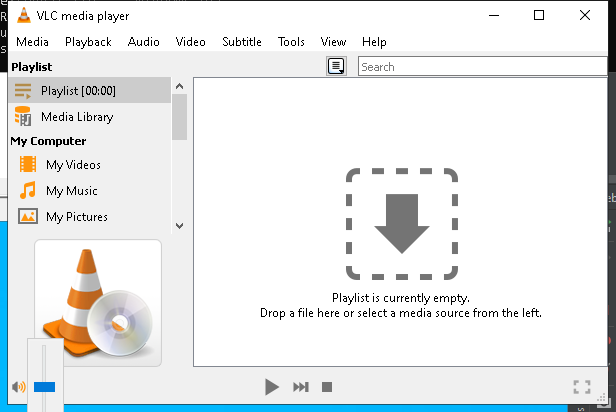 VLC media player
Media Playback Audio Video Subtitle Tools View Help
Playlist
Search
Playlist [00:00]
Media Library
My Computer
My Videos
My Music
My Pictures
Playlist is currently empty.
Drop a file here or select a media source from the left.